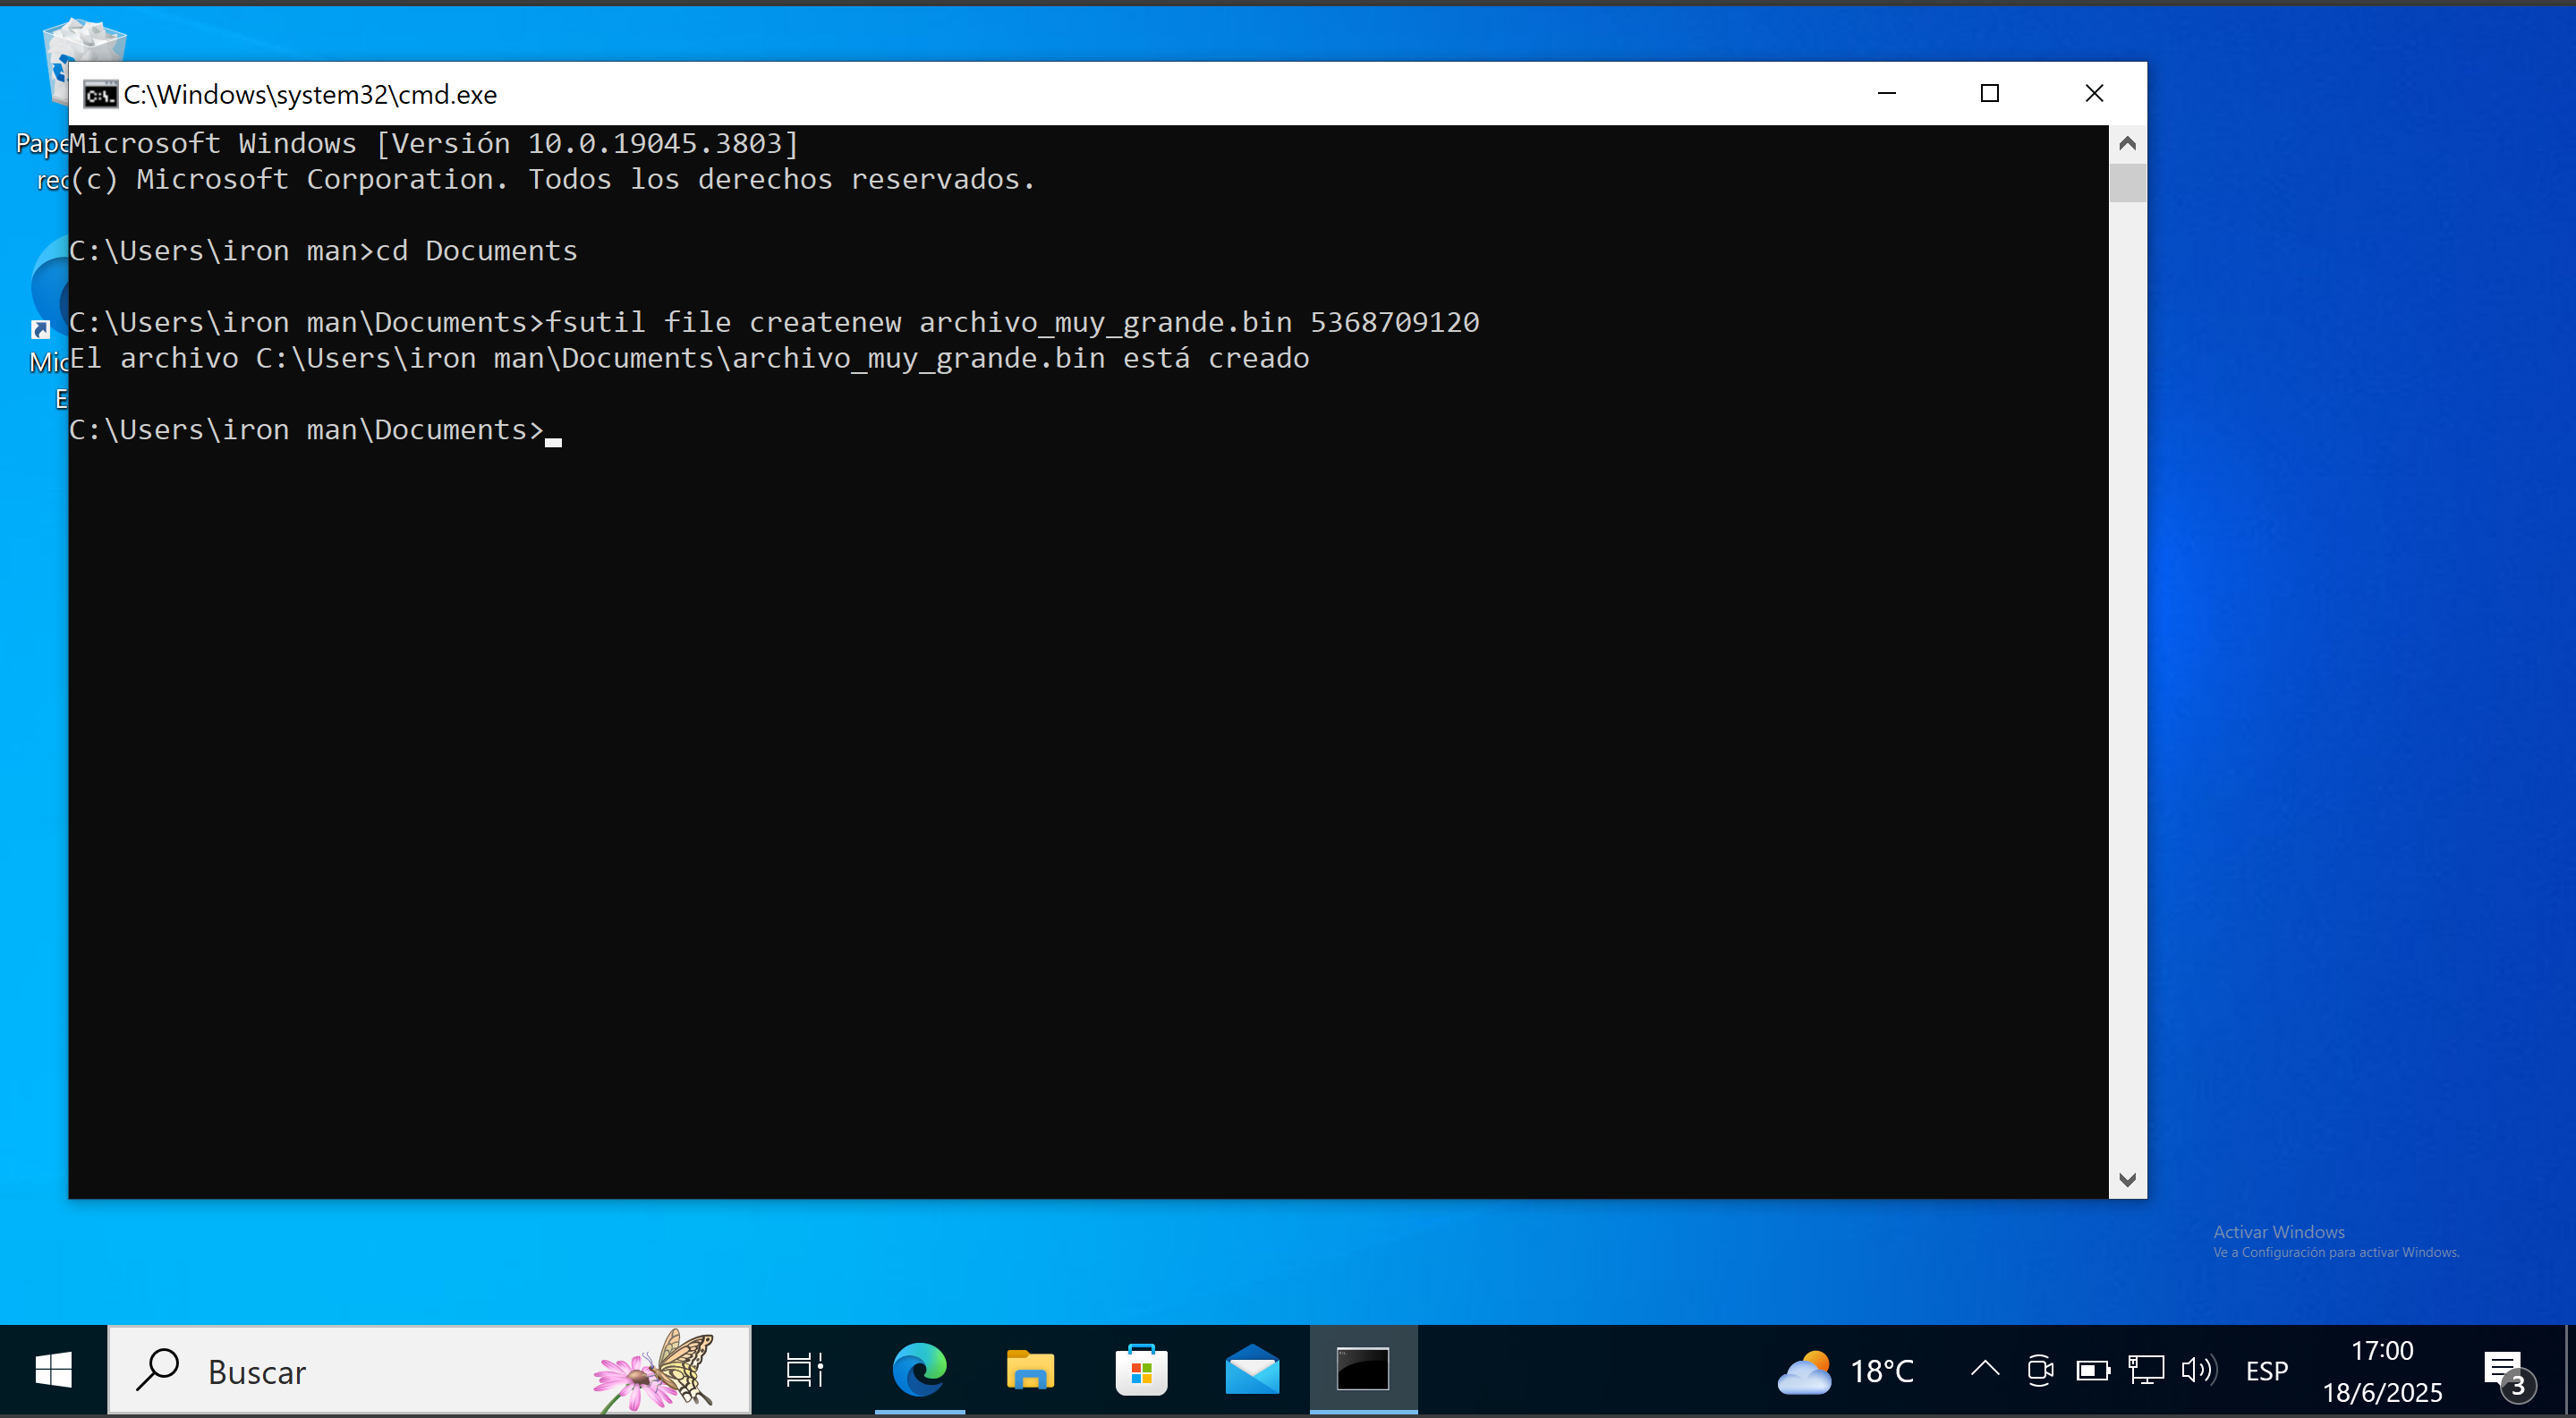 C:\Windows\system32\cmd.exe
Microsoft Windows [Versión 10.0.19045.3803]
(c) Microsoft Corporation. Todos los derechos reservados.
C:\Users\iron man>cd Documents
C:\Users\iron man\Documents>fsutil file createnew archivo_muy_grande.bin 5368709120
El archivo C:\Users\iron man\Documents\archivo_muy_grande.bin está creado
C:\Users\iron man\Documents>
Activar Windows
Ve a Configuración para activar Windows.
Buscar
18°C
ESP
17:00
18/6/2025
3